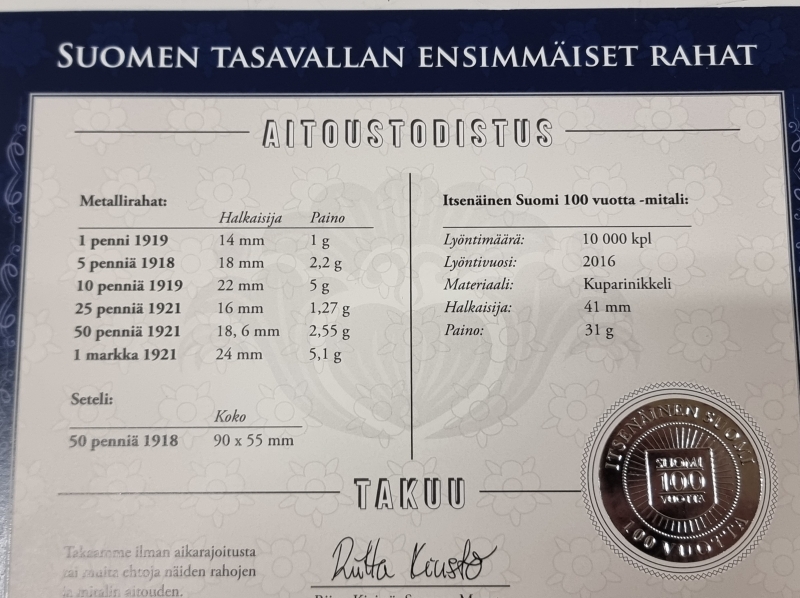 SUOMEN TASAVALLAN ENSIMMÄISET RAHAT
AITOUSTODISTUS
Metallirahat:
Halkaisija Paino
1 penni 1919 14 mm 1 g
5 penniä 1918 18 mm 2,2 g
10 penniä 1919 22 mm 5 g
25 penniä 1921 16 mm 1,27 g
50 penniä 1921 18, 6 mm 2,55 g
1 markka 1921 24 mm 5,1 g
Seteli:
Koko
50 penniä 1918 90 x 55 mm
Itsenäinen Suomi 100 vuotta -mitali:
Lyöntimäärä: 10 000 kpl
Lyöntivuosi: 2016
Materiaali: Kuparinikkeli
Halkaisija: 41 mm
Paino: 31 g
ITSENÄINEN SUOMI
SUOMI
100
VUOTTA
100 VUOTTA
TAKUU
Takaamme ilman aikarajoitusta
tai muita ehtoja näiden rahojen
ja mitalin aitouden.